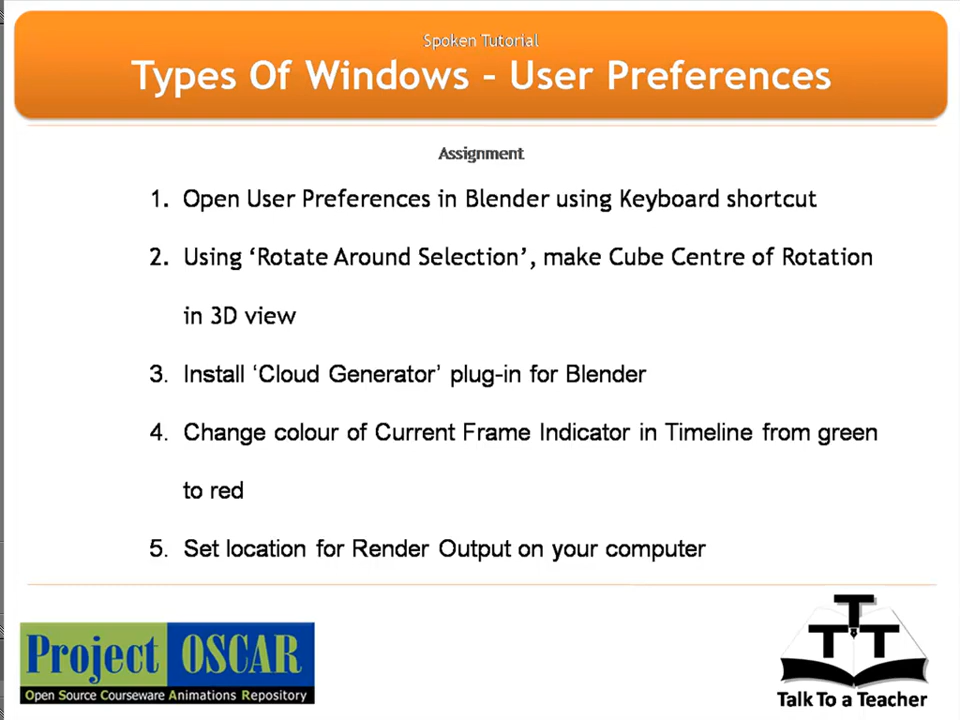 Spoken Tutorial
Types Of Windows – User Preferences
Assignment
1. Open User Preferences in Blender using Keyboard shortcut
2. Using ‘Rotate Around Selection’, make Cube Centre of Rotation
in 3D view
3. Install ‘Cloud Generator’ plug-in for Blender
4. Change colour of Current Frame Indicator in Timeline from green
to red
5. Set location for Render Output on your computer
Project OSCAR
Open Source Courseware Animations Repository
T
T T
Talk To a Teacher